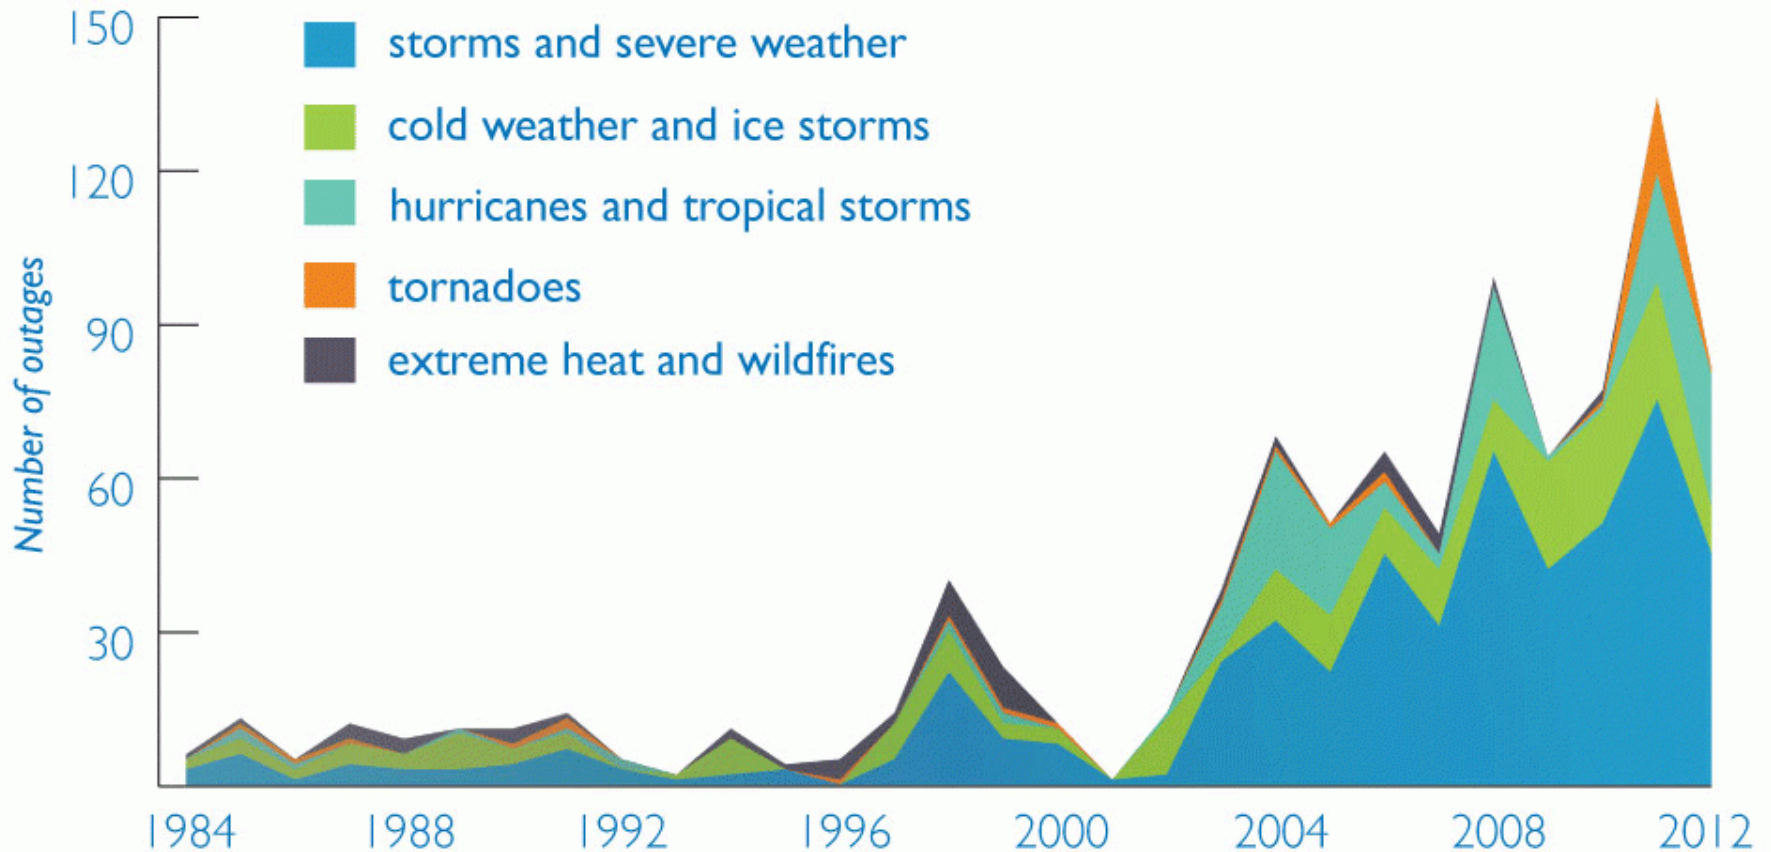 150
storms and severe weather
cold weather and ice storms
120
hurricanes and tropical storms
tornadoes
90
extreme heat and wildfires
Number of outages
60
30
1984 1988 1992 1996 2000 2004 2008 2012